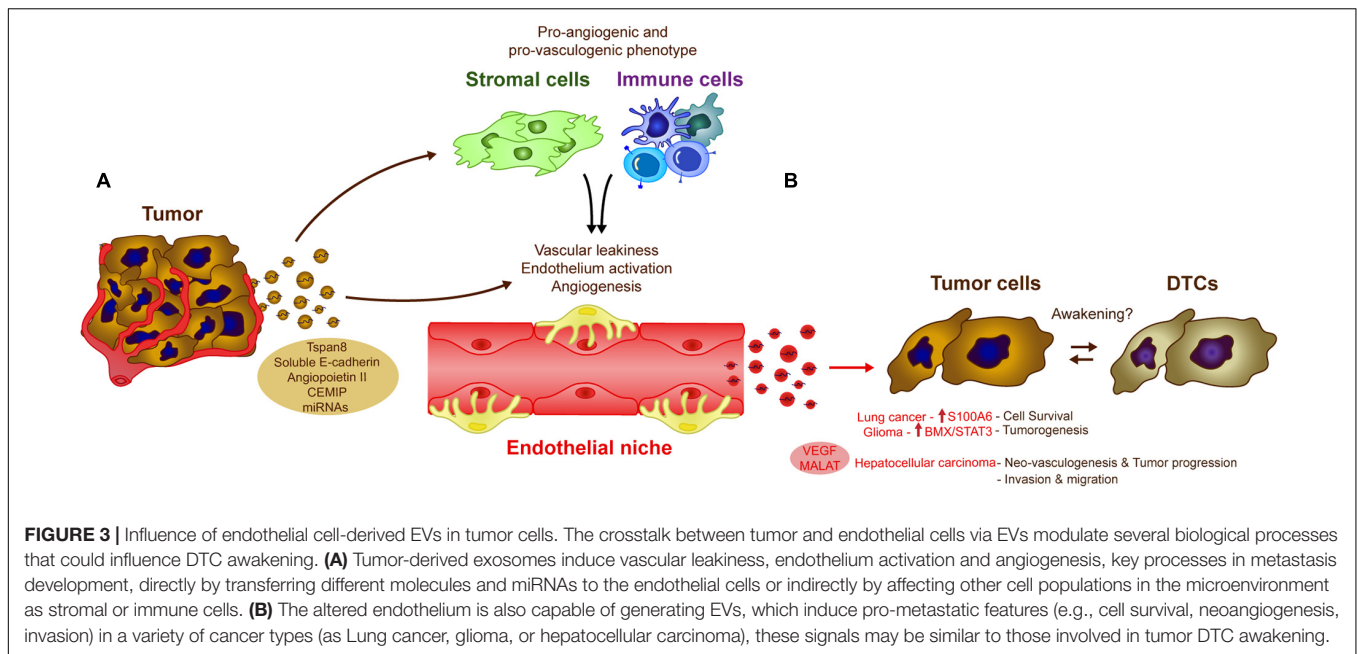 Pro-angiogenic and
pro-vasculogenic phenotype
Stromal cells
Immune cells
A
B
Tumor
Vascular leakiness
Endothelium activation
Angiogenesis
Tspan8
Soluble E-cadherin
Angiopoietin II
CEMIP
miRNAs
Endothelial niche
Tumor cells
DTCs
Awakening?
Lung cancer - ↑S100A6 - Cell Survival
Glioma - ↑BMX/STAT3 - Tumorogenesis
VEGF
MALAT
Hepatocellular carcinoma - Neo-vasculogenesis & Tumor progression
- Invasion & migration
FIGURE 3 | Influence of endothelial cell-derived EVs in tumor cells. The crosstalk between tumor and endothelial cells via EVs modulate several biological processes
that could influence DTC awakening. (A) Tumor-derived exosomes induce vascular leakiness, endothelium activation and angiogenesis, key processes in metastasis
development, directly by transferring different molecules and miRNAs to the endothelial cells or indirectly by affecting other cell populations in the microenvironment
as stromal or immune cells. (B) The altered endothelium is also capable of generating EVs, which induce pro-metastatic features (e.g., cell survival, neoangiogenesis,
invasion) in a variety of cancer types (as Lung cancer, glioma, or hepatocellular carcinoma), these signals may be similar to those involved in tumor DTC awakening.